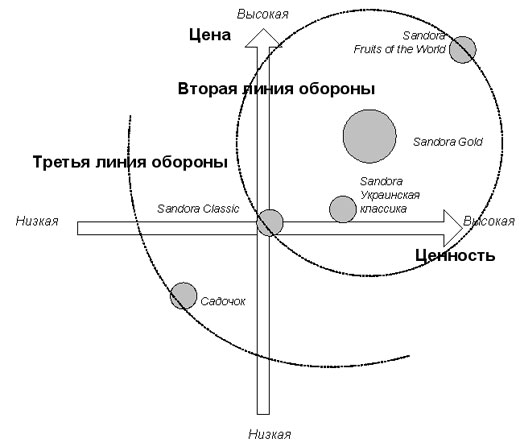 Высокая
Цена
Sandora
Fruits of the World
Вторая линия обороны
Sandora Gold
Третья линия обороны
Sandora
Украинская
классика
Sandora Classic
Низкая
Высокая
Ценность
Садочок
Низкая